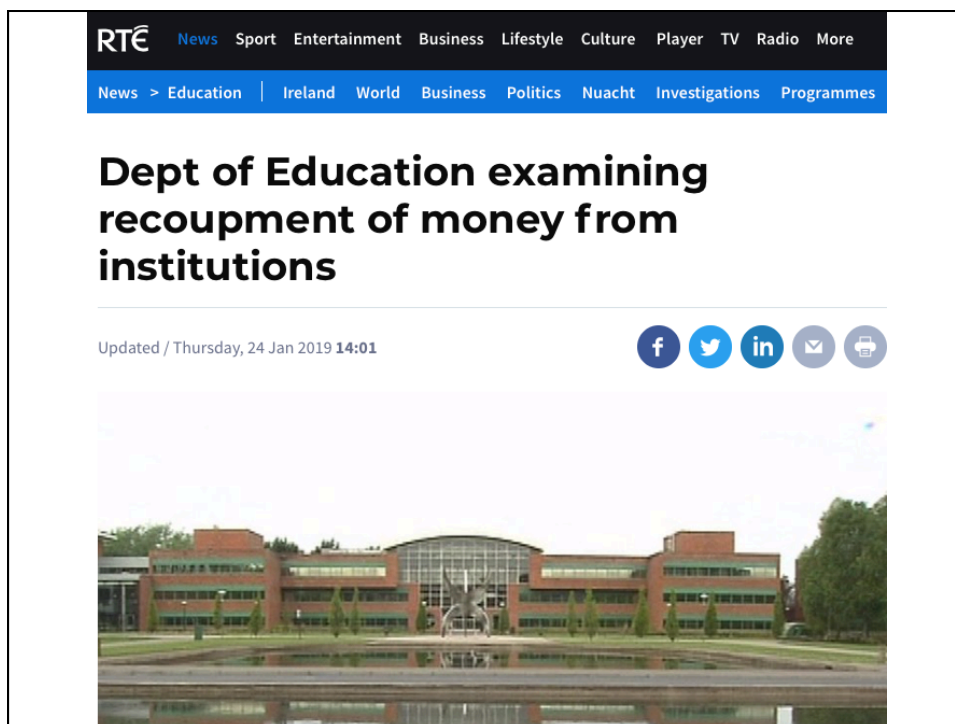 RTÉ News Sport Entertainment Business Lifestyle Culture Player TV Radio More
News > Education | Ireland World Business Politics Nuacht Investigations Programmes
Dept of Education examining
recoupment of money from
institutions
Updated / Thursday, 24 Jan 2019 14:01
f in